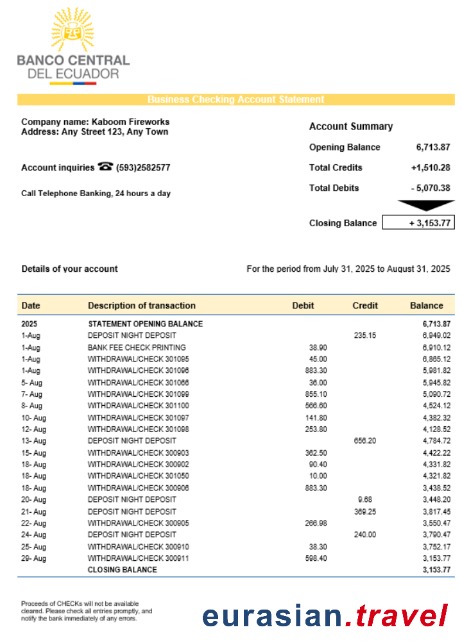 BANCO CENTRAL
DEL ECUADOR
Business Checking Account Statement
Company name: Kaboom Fireworks
Address: Any Street 123, Any Town
Account inquiries ☎ (593)2582577
Call Telephone Banking, 24 hours a day
Account Summary
Opening Balance 6,713.87
Total Credits +1,510.28
Total Debits - 5,070.38
Closing Balance + 3,153.77
Details of your account For the period from July 31, 2025 to August 31, 2025
Date Description of transaction Debit Credit Balance
2025 STATEMENT OPENING BALANCE 6,713.87
1-Aug DEPOSIT NIGHT DEPOSIT 235.15 6,949.02
1-Aug BANK FEE CHECK PRINTING 38.90 6,910.12
1-Aug WITHDRAWAL/CHECK 301095 45.00 6,865.12
1-Aug WITHDRAWAL/CHECK 301096 883.30 5,981.82
5- Aug WITHDRAWAL/CHECK 301066 36.00 5,945.82
7- Aug WITHDRAWAL/CHECK 301099 855.10 5,090.72
8- Aug WITHDRAWAL/CHECK 301100 566.60 4,524.12
10- Aug WITHDRAWAL/CHECK 301097 141.80 4,382.32
12- Aug WITHDRAWAL/CHECK 301098 253.80 4,128.52
13- Aug DEPOSIT NIGHT DEPOSIT 656.20 4,784.72
15- Aug WITHDRAWAL/CHECK 300903 362.50 4,422.22
18- Aug WITHDRAWAL/CHECK 300902 90.40 4,331.82
18- Aug WITHDRAWAL/CHECK 301050 10.00 4,321.82
18- Aug WITHDRAWAL/CHECK 300906 883.30 3,438.52
20- Aug DEPOSIT NIGHT DEPOSIT 9.68 3,448.20
21- Aug DEPOSIT NIGHT DEPOSIT 369.25 3,817.45
22- Aug WITHDRAWAL/CHECK 300905 266.98 3,550.47
24- Aug DEPOSIT NIGHT DEPOSIT 240.00 3,790.47
25- Aug WITHDRAWAL/CHECK 300910 38.30 3,752.17
29- Aug WITHDRAWAL/CHECK 300911 598.40 3,153.77
CLOSING BALANCE 3,153.77
Proceeds of CHECKs will not be available
cleared. Please check all entries promptly, and
notify the bank immediately of any errors.
eurasian.travel